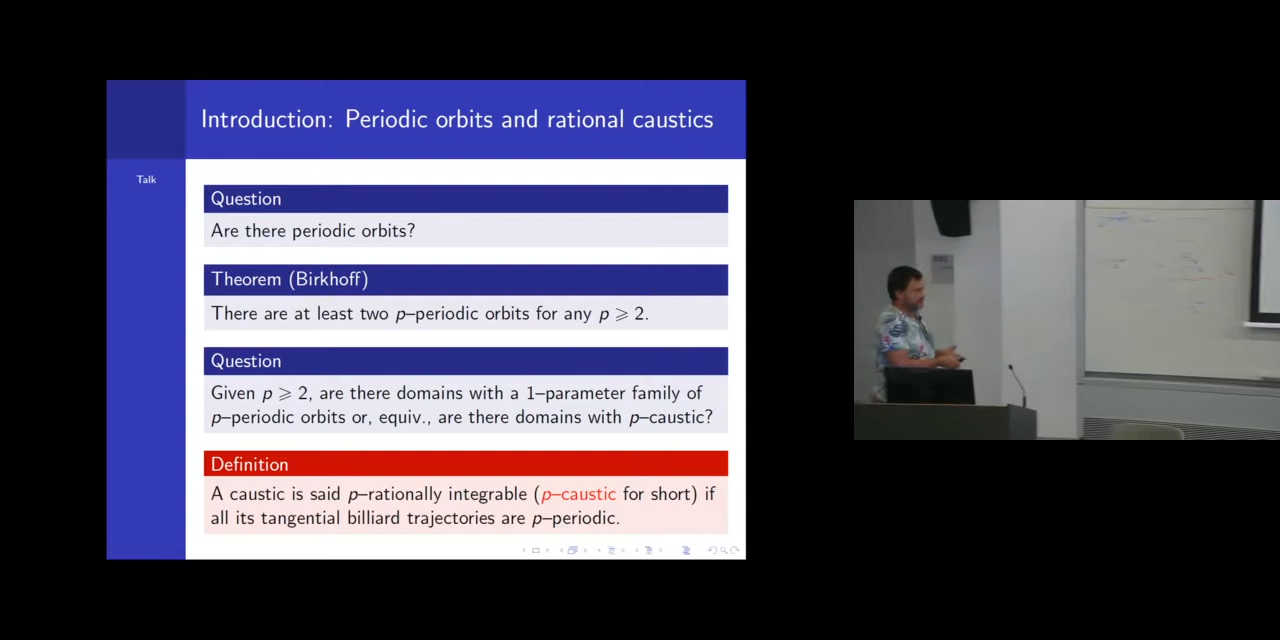 Introduction: Periodic orbits and rational caustics
Talk
Question
Are there periodic orbits?
Theorem (Birkhoff)
There are at least two p–periodic orbits for any p ⩾ 2.
Question
Given p ⩾ 2, are there domains with a 1–parameter family of
p–periodic orbits or, equiv., are there domains with p–caustic?
Definition
A caustic is said p–rationally integrable (p–caustic for short) if
all its tangential billiard trajectories are p–periodic.